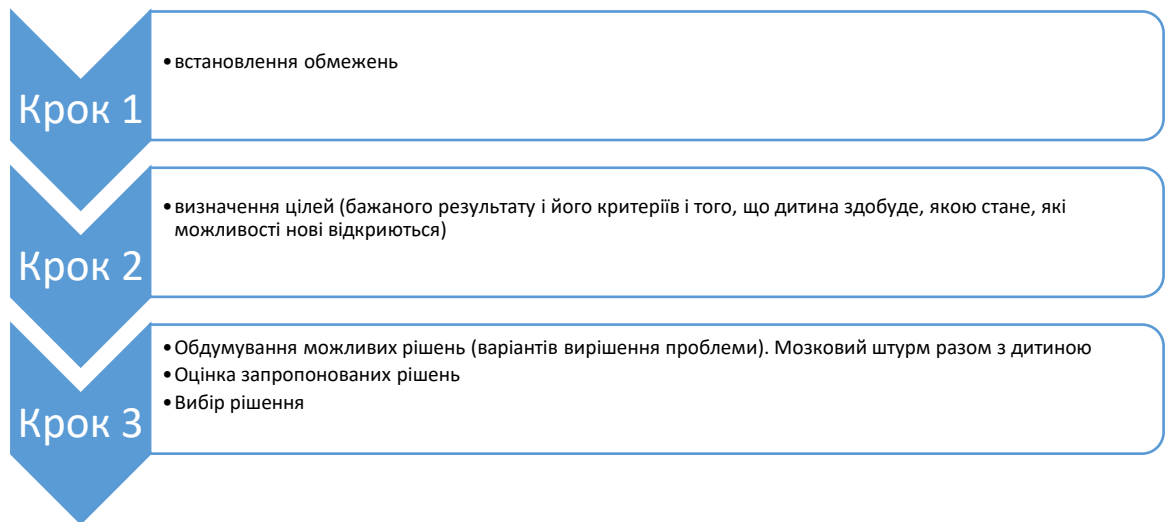 Крок 1
•встановлення обмежень
Крок 2
•визначення цілей (бажаного результату і його критеріїв і того, що дитина здобуде, якою стане, які
можливості нові відкриються)
Крок 3
•Обдумування можливих рішень (варіантів вирішення проблеми). Мозковий штурм разом з дитиною
•Оцінка запропонованих рішень
•Вибір рішення